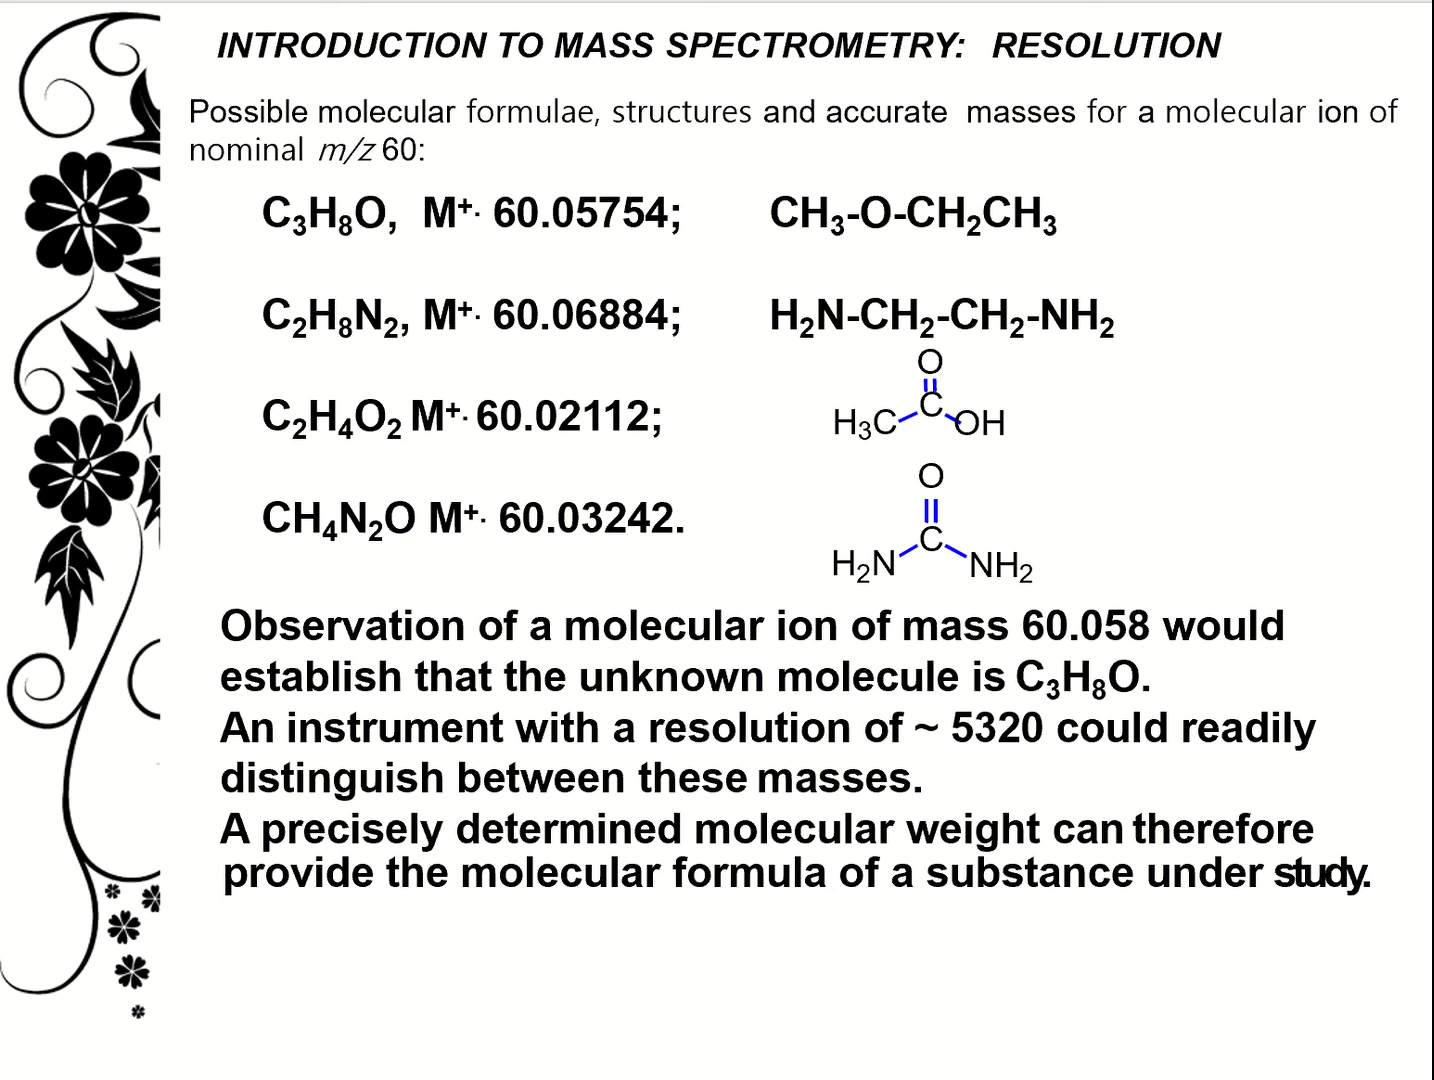 INTRODUCTION TO MASS SPECTROMETRY: RESOLUTION
Possible molecular formulae, structures and accurate masses for a molecular ion of
nominal m/z 60:
C₃H₈O, M⁺· 60.05754; CH₃-O-CH₂CH₃
C₂H₈N₂, M⁺· 60.06884; H₂N-CH₂-CH₂-NH₂
O
C
C₂H₄O₂ M⁺· 60.02112; H₃C OH
O
CH₄N₂O M⁺· 60.03242.
C
H₂N NH₂
Observation of a molecular ion of mass 60.058 would
establish that the unknown molecule is C₃H₈O.
An instrument with a resolution of ~ 5320 could readily
distinguish between these masses.
A precisely determined molecular weight can therefore
provide the molecular formula of a substance under study.